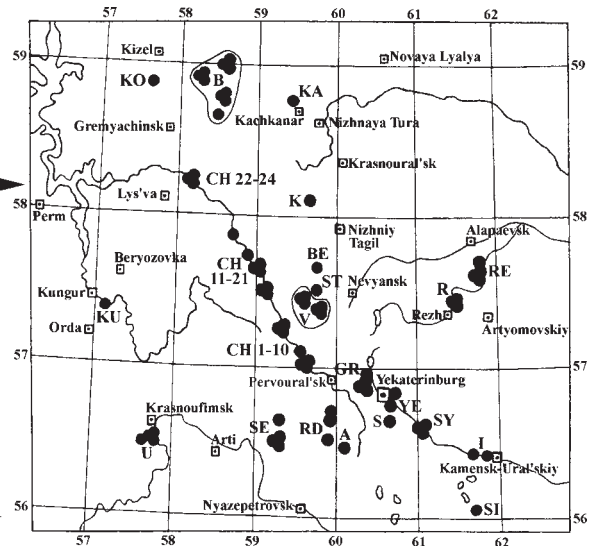 58 59 60 61 62
59 Kizel Novaya Lyalya 59
KO B KA
Kachkanar
Gremyachinsk Nizhnaya Tura
Krasnoural'sk
CH 22-24
Lys'va K
58 Perm 58
Nizhniy
Tagil Alapaevsk
Beryozovka BE
CH
11-21 ST Nevyansk RE
Kungur R
KU V
Orda Rezh Artyomovskiy
CH 1-10
57 57
GR
Pervoural'sk Yekaterinburg
Krasnoufimsk YE
SE RD S SY
U Arti A I
Kamensk-Ural'skiy
56 Nyazepetrovsk SI 56
57 58 59 60 61 62